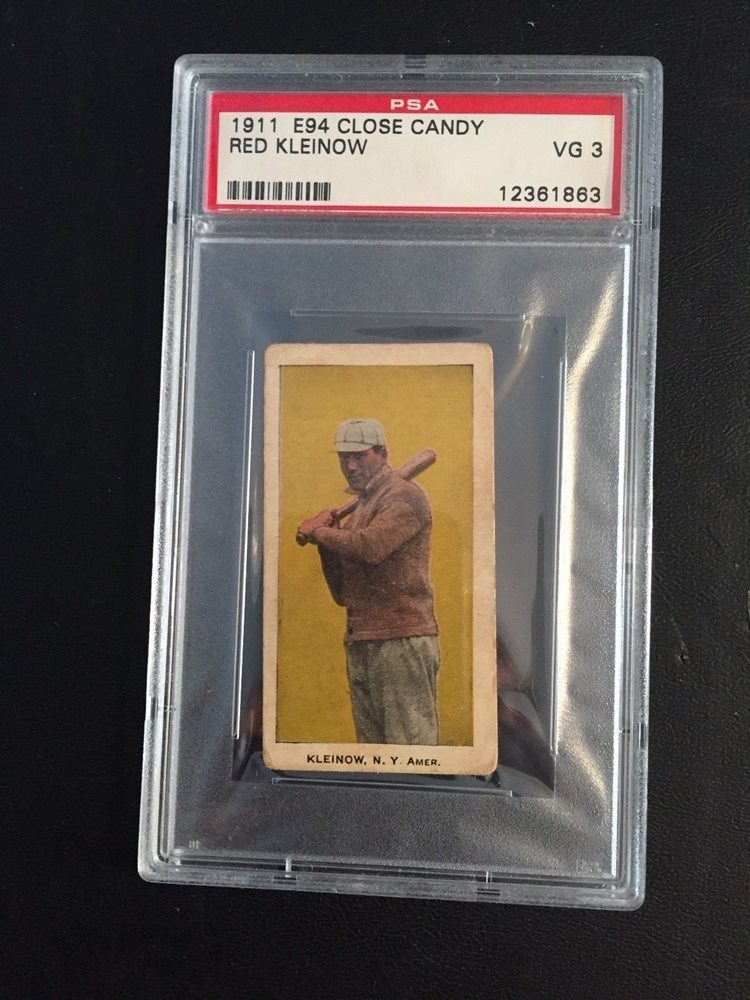 PSA
1911 E94 CLOSE CANDY
RED KLEINOW
VG 3
12361863
KLEINOW, N. Y. AMER.